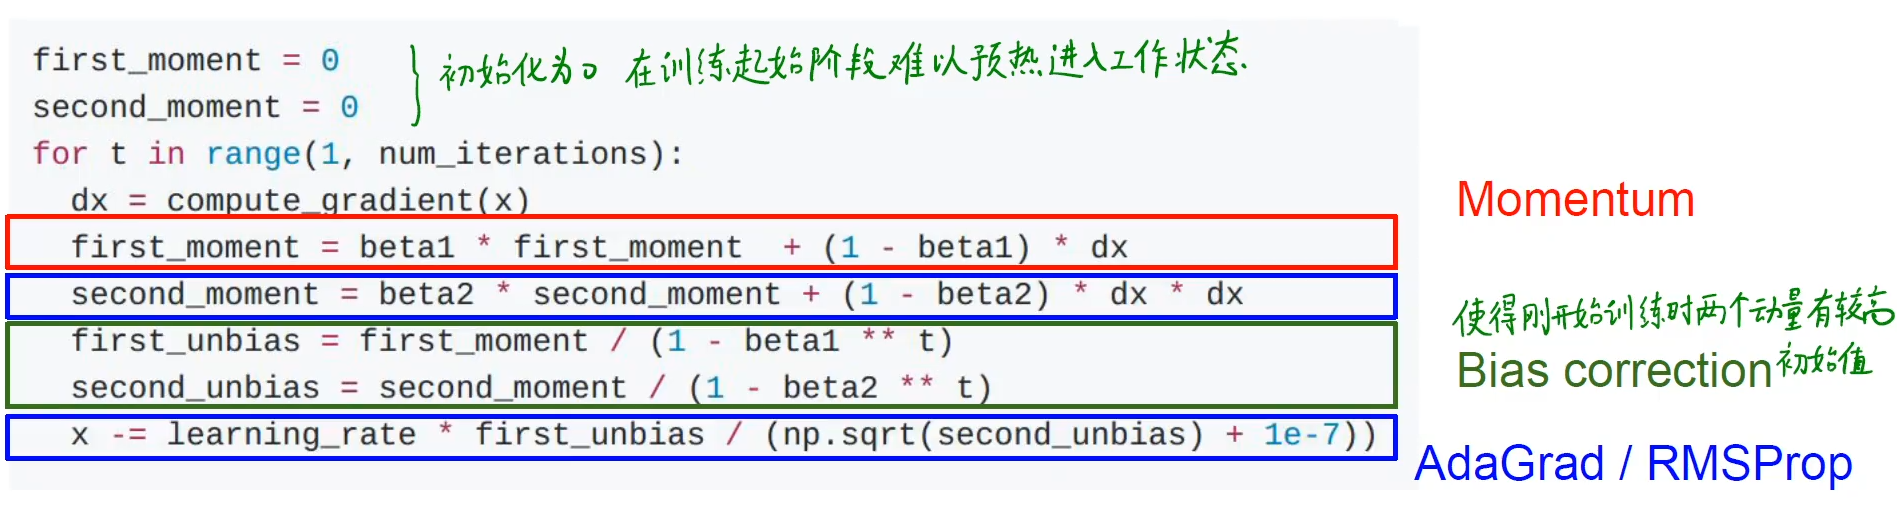 first_moment = 0
second_moment = 0
初始化为0 在训练起始阶段难以预热进入工作状态.
for t in range(1, num_iterations):
dx = compute_gradient(x)
Momentum
first_moment = beta1 * first_moment + (1 - beta1) * dx
second_moment = beta2 * second_moment + (1 - beta2) * dx * dx
first_unbias = first_moment / (1 - beta1 ** t)
second_unbias = second_moment / (1 - beta2 ** t)
使得刚开始训练时两个动量有较高
Bias correction 初始值
x -= learning_rate * first_unbias / (np.sqrt(second_unbias) + 1e-7))
AdaGrad / RMSProp